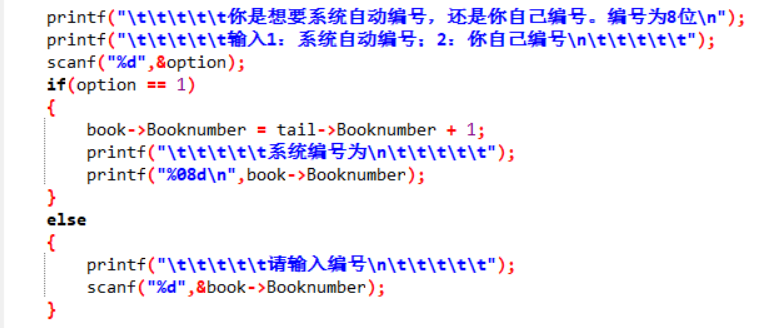 printf("\t\t\t\t\t你是想要系统自动编号，还是你自己编号。编号为8位\n");
printf("\t\t\t\t\t输入1：系统自动编号；2：你自己编号\n\t\t\t\t\t");
scanf("%d",&option);
if(option == 1)
{
book->Booknumber = tail->Booknumber + 1;
printf("\t\t\t\t\t系统编号为\n\t\t\t\t\t");
printf("%08d\n",book->Booknumber);
}
else
{
printf("\t\t\t\t\t请输入编号\n\t\t\t\t\t");
scanf("%d",&book->Booknumber);
}